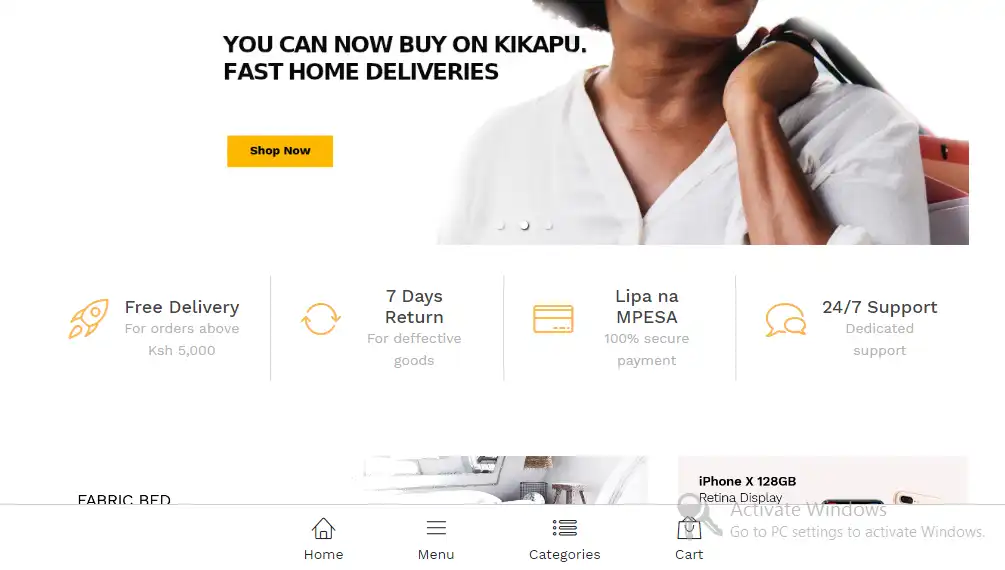 YOU CAN NOW BUY ON KIKAPU.
FAST HOME DELIVERIES
Shop Now
Free Delivery
For orders above
Ksh 5,000
7 Days
Return
For deffective
goods
Lipa na
MPESA
100% secure
payment
24/7 Support
Dedicated
support
FABRIC BED
iPhone X 128GB
Retina Display
Activate Windows
Go to PC settings to activate Windows.
Home
Menu
Categories
Cart